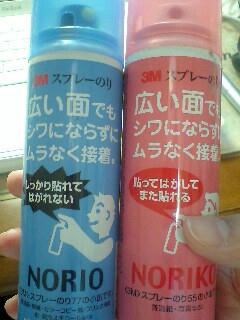 3M スプレーのり
広い面でも
シワにならずに
ムラなく接着。
しっかり貼れて
はがれない
NORIO
3M スプレーのり
広い面でも
シワにならず
ムラなく接着
貼ってはがして
また貼れる
NORIKO